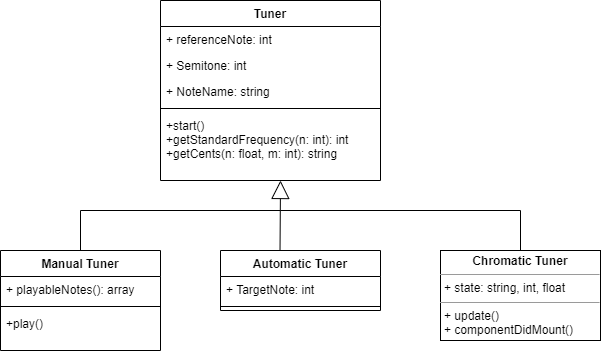 Tuner
+ referenceNote: int
+ Semitone: int
+ NoteName: string
+start()
+getStandardFrequency(n: int): int
+getCents(n: float, m: int): string
Manual Tuner
+ playableNotes(): array
+play()
Automatic Tuner
+ TargetNote: int
Chromatic Tuner
+ state: string, int, float
+ update()
+ componentDidMount()